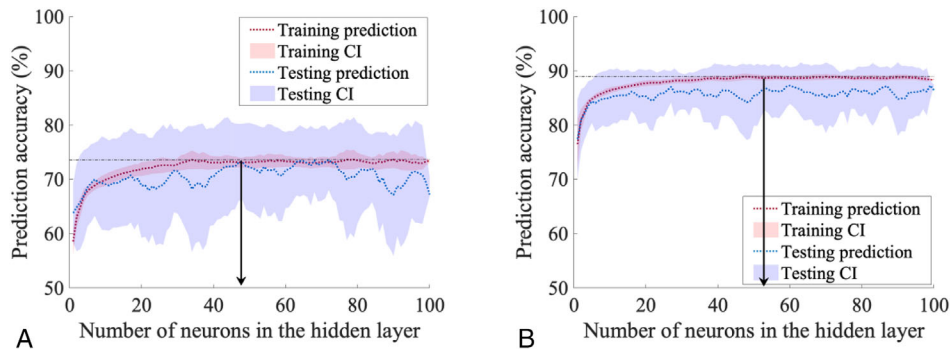 100
90
80
70
60
50
0
20
40
60
80
100
Prediction accuracy (%)
Number of neurons in the hidden layer
Training prediction
Training CI
Testing prediction
Testing CI
A
100
90
80
70
60
50
0
20
40
60
80
100
Prediction accuracy (%)
Number of neurons in the hidden layer
Training prediction
Training CI
Testing prediction
Testing CI
B